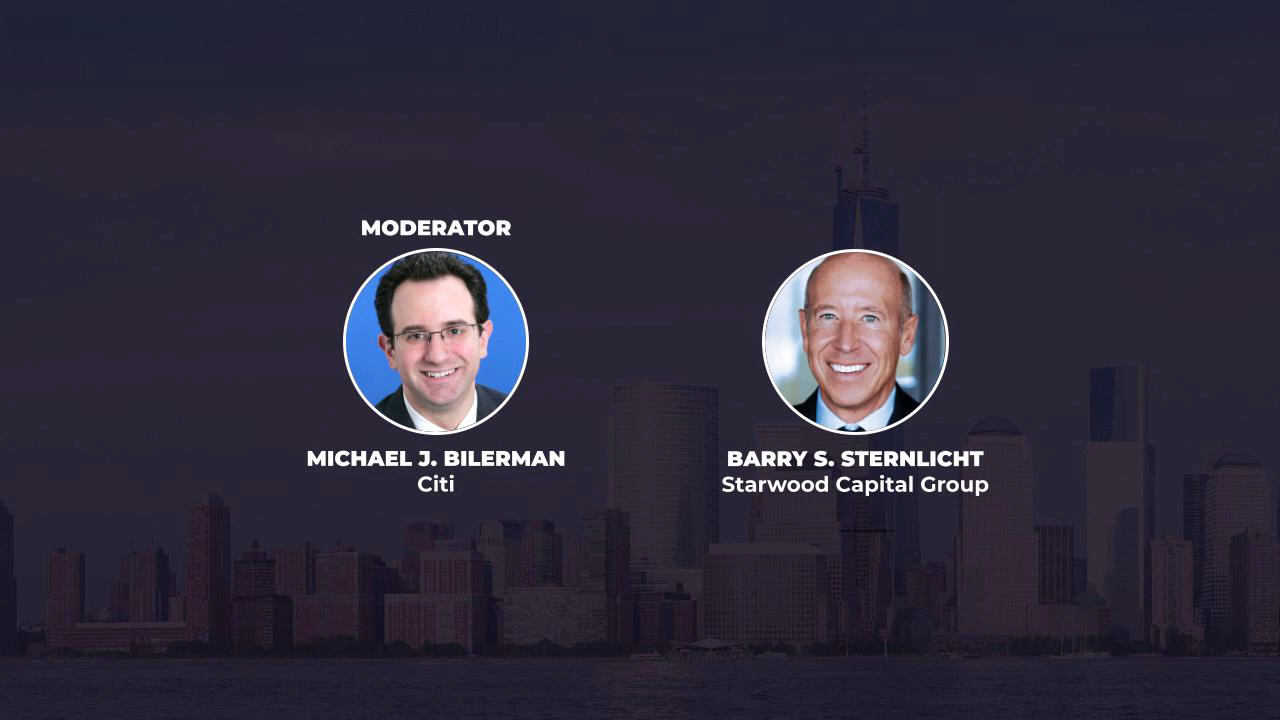 MODERATOR
MICHAEL J. BILERMAN
Citi
BARRY S. STERNLICHT
Starwood Capital Group